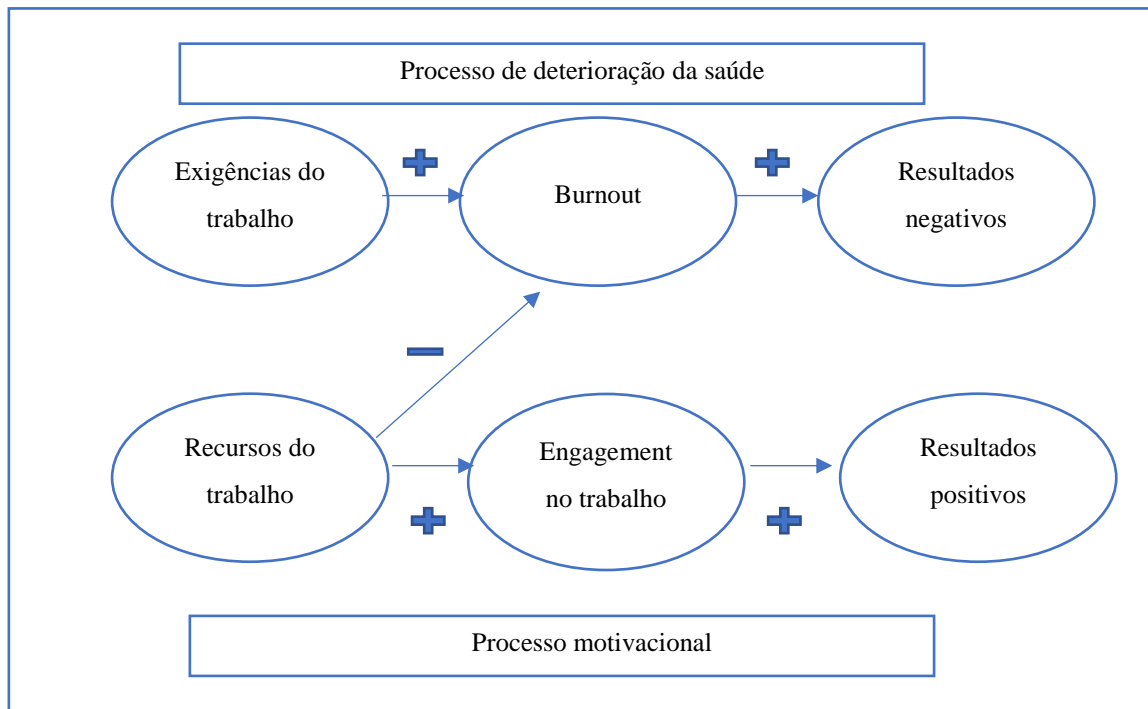 Processo de deterioração da saúde
Exigências do
trabalho
Burnout
Resultados
negativos
Recursos do
trabalho
Engagement
no trabalho
Resultados
positivos
Processo motivacional